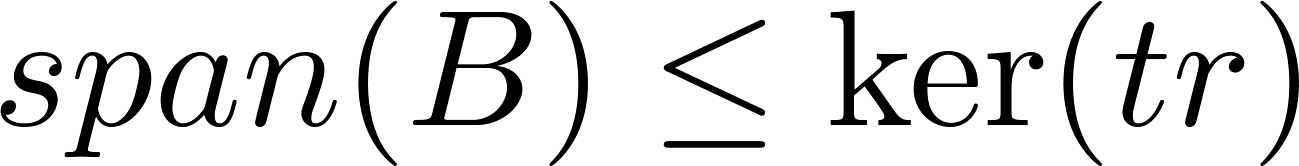 span(B) ≤ ker(tr)